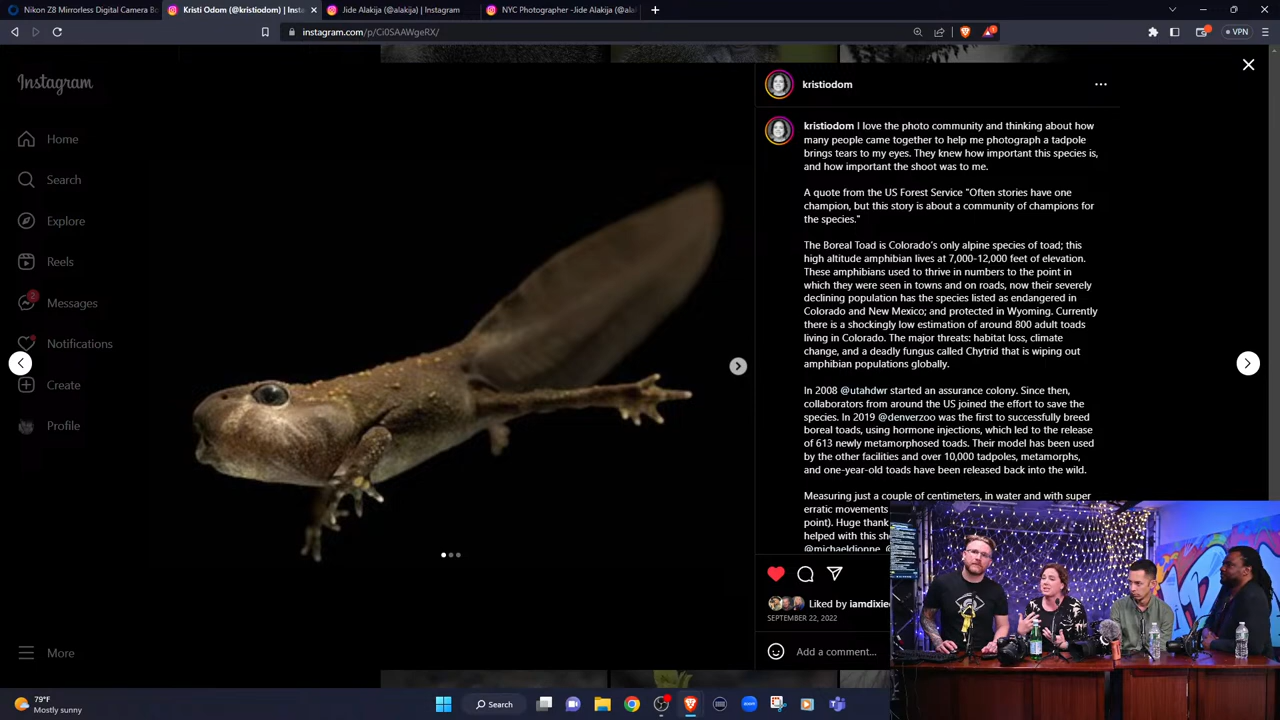 Nikon Z8 Mirrorless Digital Camera Bo
Kristi Odom (@kristiodom) | Insta
Jide Alakija (@alakija) | Instagram
NYC Photographer -Jide Alakija (@ala
instagram.com/p/Ci0SAAWgeRX/
VPN
Instagram
Home
Search
Explore
Reels
2
Messages
Notifications
Create
Profile
More
kristiodom
kristiodom I love the photo community and thinking about how
many people came together to help me photograph a tadpole
brings tears to my eyes. They knew how important this species is,
and how important the shoot was to me.
A quote from the US Forest Service "Often stories have one
champion, but this story is about a community of champions for
the species."
The Boreal Toad is Colorado's only alpine species of toad; this
high altitude amphibian lives at 7,000-12,000 feet of elevation.
These amphibians used to thrive in numbers to the point in
which they were seen in towns and on roads, now their severely
declining population has the species listed as endangered in
Colorado and New Mexico; and protected in Wyoming. Currently
there is a shockingly low estimation of around 800 adult toads
living in Colorado. The major threats: habitat loss, climate
change, and a deadly fungus called Chytrid that is wiping out
amphibian populations globally.
In 2008 @utahdwr started an assurance colony. Since then,
collaborators from around the US joined the effort to save the
species. In 2019 @denverzoo was the first to successfully breed
boreal toads, using hormone injections, which led to the release
of 613 newly metamorphosed toads. Their model has been used
by the other facilities and over 10,000 tadpoles, metamorphs,
and one-year-old toads have been released back into the wild.
Measuring just a couple of centimeters, in water and with super
erratic movements
point). Huge thank
helped with this sh
@michaeldionne, @
Liked by iamdixie
SEPTEMBER 22, 2022
Add a comment...
79°F
Mostly sunny
Search
zoom